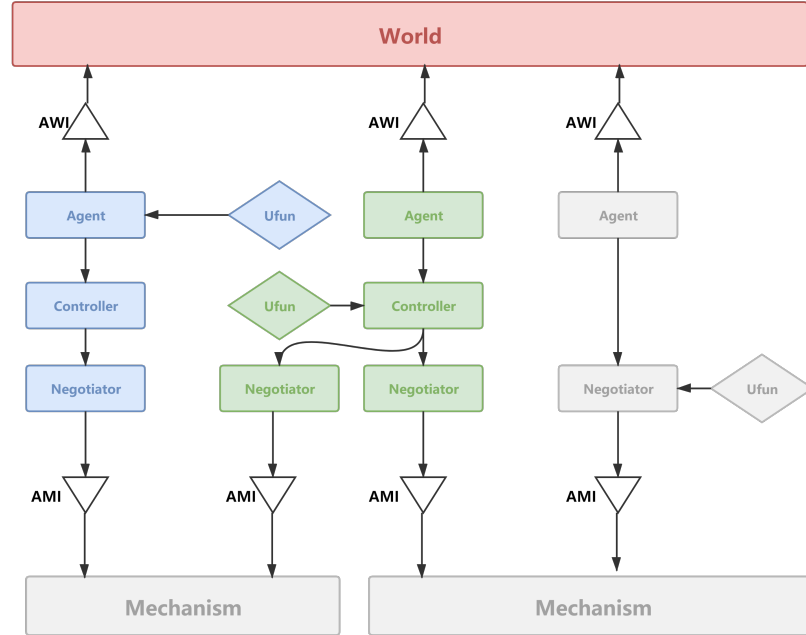 World
AWI
AWI
AWI
Agent
Ufun
Agent
Agent
Controller
Ufun
Controller
Negotiator
Negotiator
Negotiator
Negotiator
Ufun
AMI
AMI
AMI
AMI
Mechanism
Mechanism